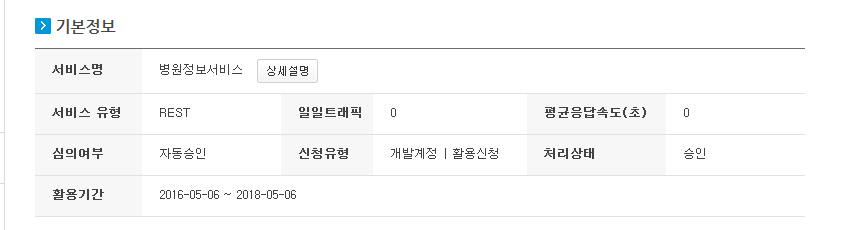 기본정보
서비스명 병원정보서비스 상세설명
서비스 유형 REST 일일트래픽 0 평균응답속도(초) 0
심의여부 자동승인 신청유형 개발계정 | 활용신청 처리상태 승인
활용기간 2016-05-06 ~ 2018-05-06